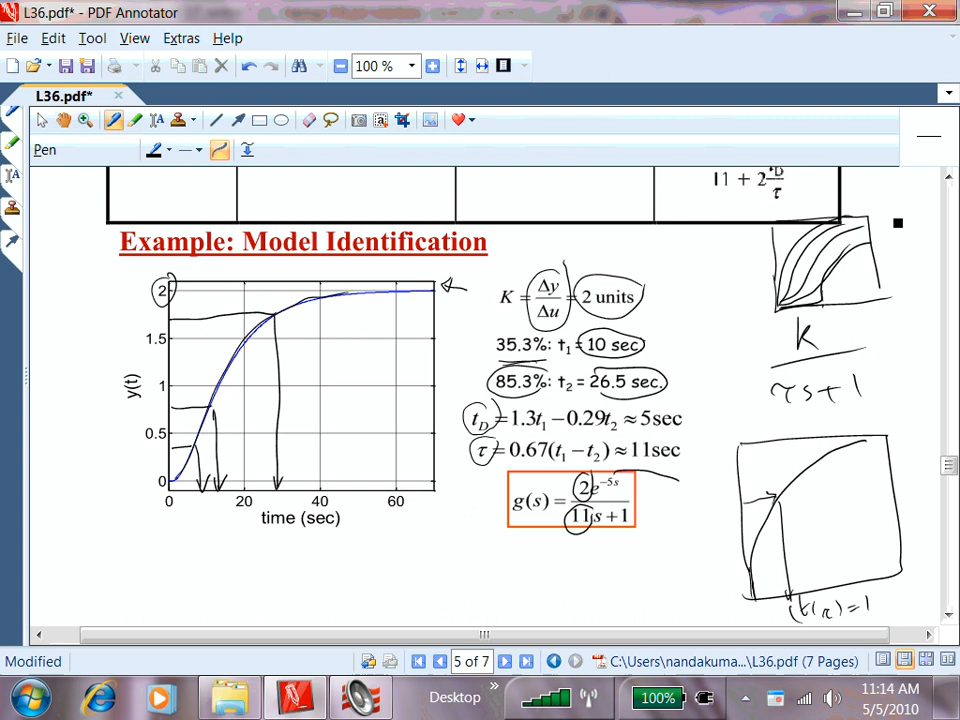 L36.pdf* - PDF Annotator
File Edit Tool View Extras Help
100 %
L36.pdf*
Pen
11 + 2 t_D/τ
Example: Model Identification
2
1.5
1
0.5
0
0 20 40 60
y(t)
time (sec)
K = Δy/Δu = 2 units
35.3%: t₁ = 10 sec.
85.3%: t₂ = 26.5 sec.
t_D = 1.3t₁ − 0.29t₂ ≈ 5sec
τ = 0.67(t₁ − t₂) ≈ 11sec
g(s) = 2e^(−5s) / 11s + 1
K
τs+1
Modified
5 of 7
C:\Users\nandakuma...\L36.pdf (7 Pages)
Desktop
»
100%
11:14 AM
5/5/2010